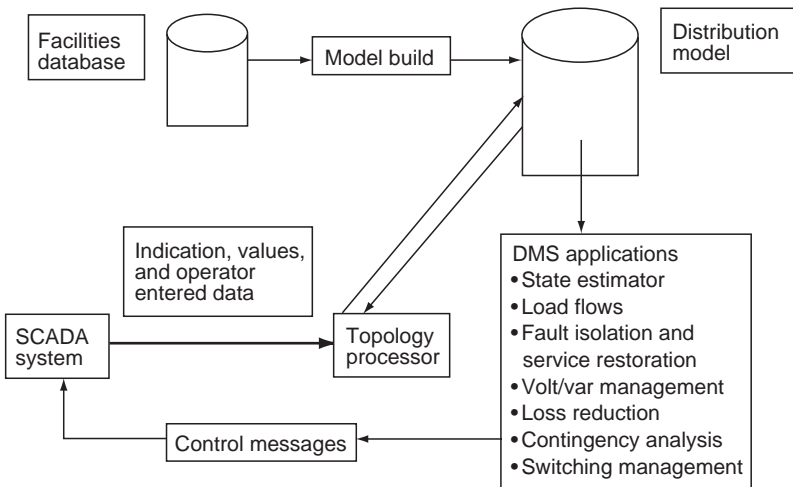 Facilities
database
Model build
Distribution
model
Indication, values,
and operator
entered data
SCADA
system
Topology
processor
Control messages
DMS applications
•State estimator
•Load flows
•Fault isolation and
service restoration
•Volt/var management
•Loss reduction
•Contingency analysis
•Switching management